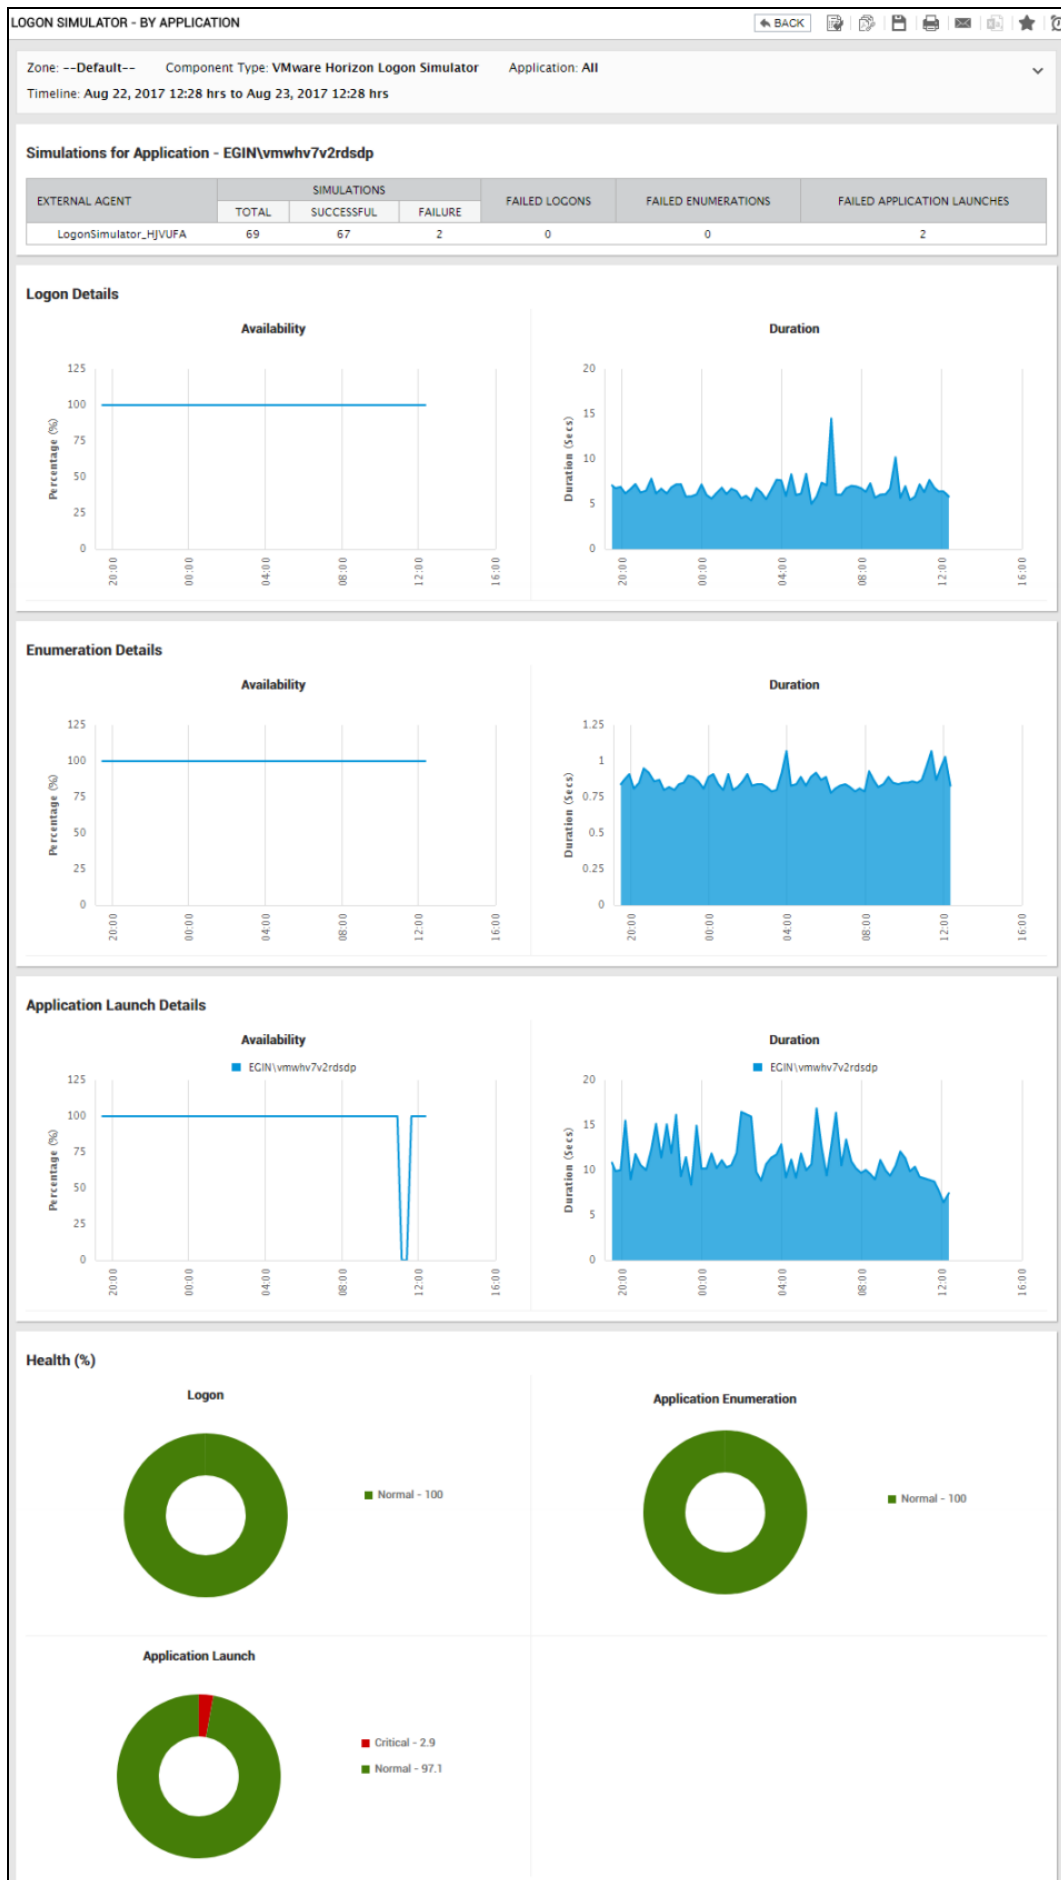 LOGON SIMULATOR - BY APPLICATION
BACK
Zone: --Default-- Component Type: VMware Horizon Logon Simulator Application: All
Timeline: Aug 22, 2017 12:28 hrs to Aug 23, 2017 12:28 hrs
Simulations for Application - EGIN\vmwhv7v2rdsdp
EXTERNAL AGENT SIMULATIONS FAILED LOGONS FAILED ENUMERATIONS FAILED APPLICATION LAUNCHES
TOTAL SUCCESSFUL FAILURE
LogonSimulator_HJVUFA 69 67 2 0 0 2
Logon Details
Availability
Percentage (%)
125
100
75
50
25
0
20:00 00:00 04:00 08:00 12:00 16:00
Duration
Duration (Secs)
20
15
10
5
0
20:00 00:00 04:00 08:00 12:00 16:00
Enumeration Details
Availability
Percentage (%)
125
100
75
50
25
0
20:00 00:00 04:00 08:00 12:00 16:00
Duration
Duration (Secs)
1.25
1
0.75
0.5
0.25
0
20:00 00:00 04:00 08:00 12:00 16:00
Application Launch Details
Availability
EGIN\vmwhv7v2rdsdp
Percentage (%)
125
100
75
50
25
0
20:00 00:00 04:00 08:00 12:00 16:00
Duration
EGIN\vmwhv7v2rdsdp
Duration (Secs)
20
15
10
5
0
20:00 00:00 04:00 08:00 12:00 16:00
Health (%)
Logon
Normal - 100
Application Enumeration
Normal - 100
Application Launch
Critical - 2.9
Normal - 97.1